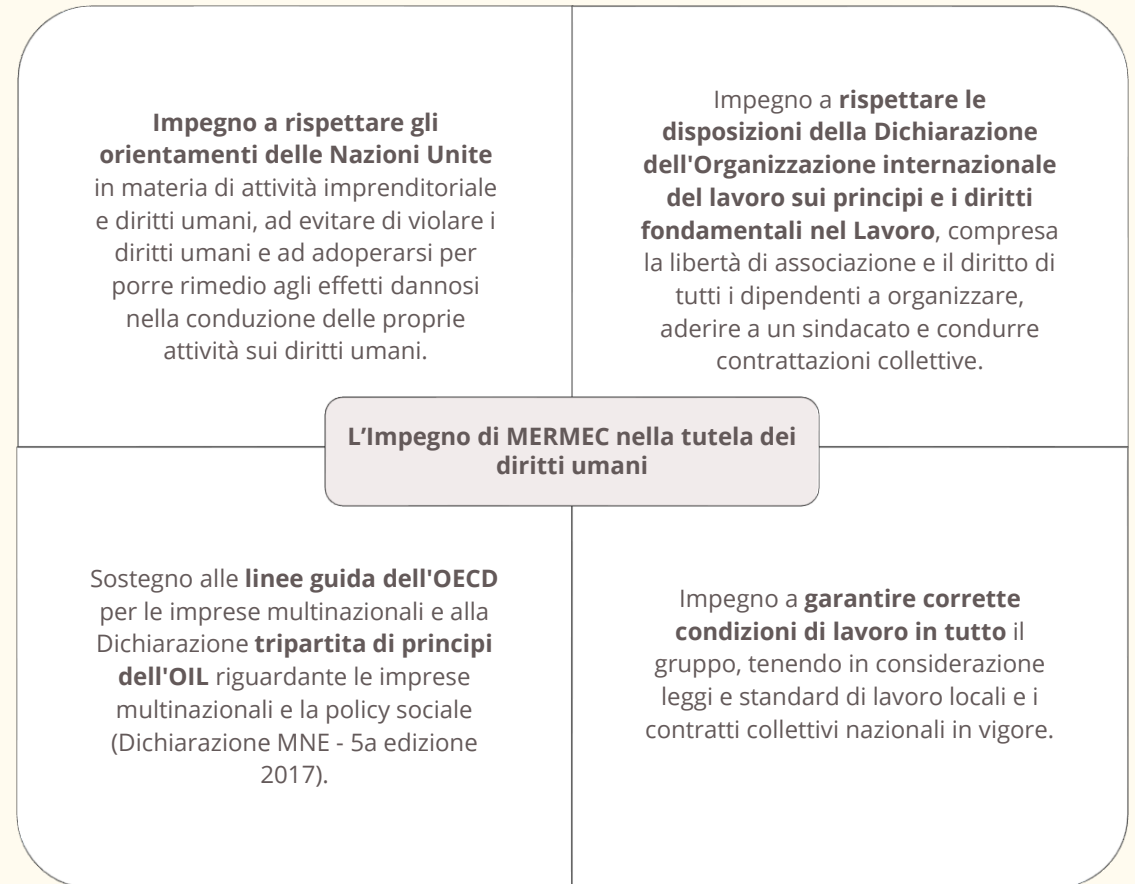 Impegno a rispettare gli
orientamenti delle Nazioni Unite
in materia di attività imprenditoriale
e diritti umani, ad evitare di violare i
diritti umani e ad adoperarsi per
porre rimedio agli effetti dannosi
nella conduzione delle proprie
attività sui diritti umani.
Impegno a rispettare le
disposizioni della Dichiarazione
dell'Organizzazione internazionale
del lavoro sui principi e i diritti
fondamentali nel Lavoro, compresa
la libertà di associazione e il diritto di
tutti i dipendenti a organizzare,
aderire a un sindacato e condurre
contrattazioni collettive.
L’Impegno di MERMEC nella tutela dei
diritti umani
Sostegno alle linee guida dell'OECD
per le imprese multinazionali e alla
Dichiarazione tripartita di principi
dell'OIL riguardante le imprese
multinazionali e la policy sociale
(Dichiarazione MNE - 5a edizione
2017).
Impegno a garantire corrette
condizioni di lavoro in tutto il
gruppo, tenendo in considerazione
leggi e standard di lavoro locali e i
contratti collettivi nazionali in vigore.